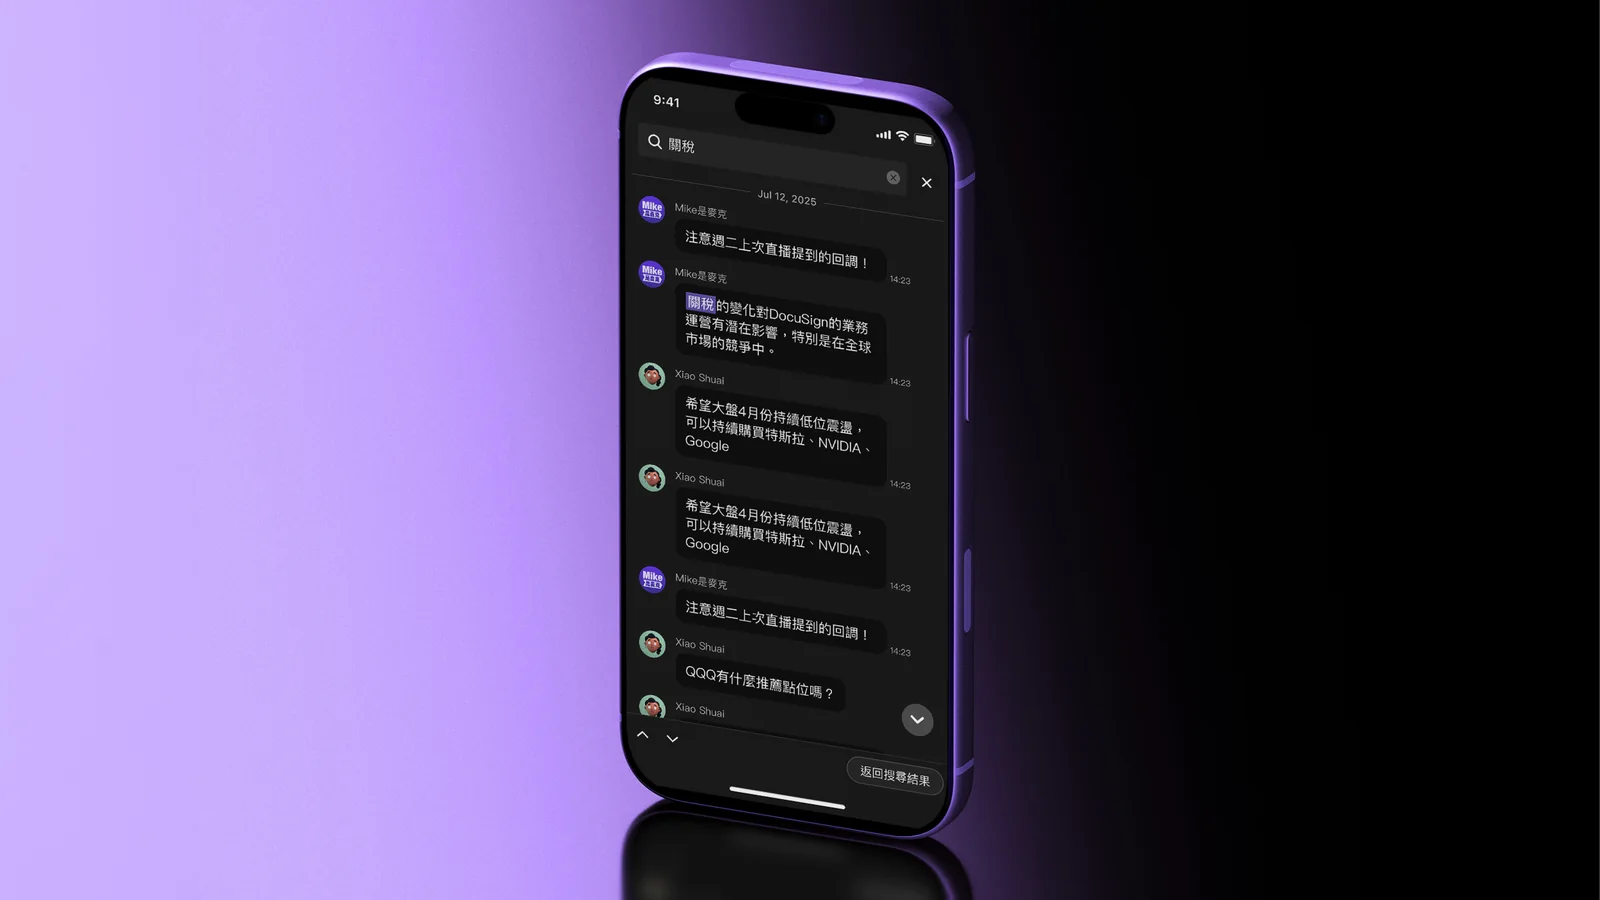 9:41
關稅
Jul 12, 2025
Mike
Mike是麥克
注意週二上次直播提到的回調！
14:23
Mike
Mike是麥克
關稅的變化對DocuSign的業務
運營有潛在影響，特別是在全球
市場的競爭中。
14:23
Xiao Shuai
希望大盤4月份持續低位震盪，
可以持續購買特斯拉、NVIDIA、
Google
14:23
Xiao Shuai
希望大盤4月份持續低位震盪，
可以持續購買特斯拉、NVIDIA、
Google
14:23
Mike
Mike是麥克
注意週二上次直播提到的回調！
14:23
Xiao Shuai
QQQ有什麼推薦點位嗎？
Xiao Shuai
返回搜尋結果